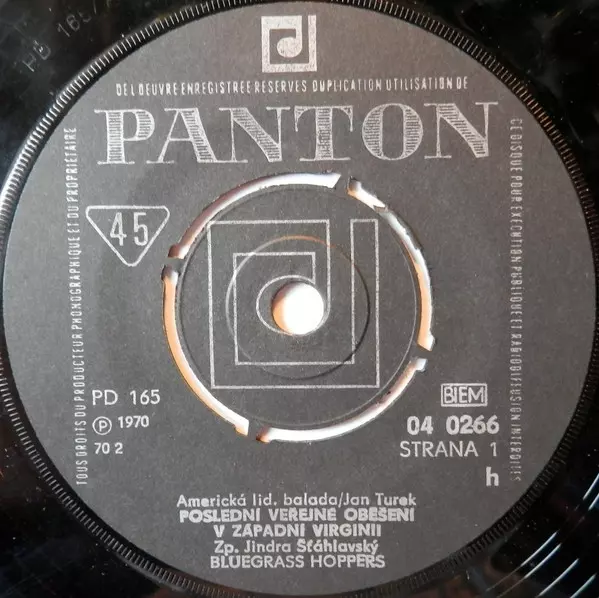 DE L OEUVRE ENREGISTREE RESERVES DUPLICATION UTILISATION DE
PANTON
TOUS DROITS DU PRODUCTEUR PHONOGRAPHIQUE ET DU PROPRIETAIRE
CE DISQUE POUR EXECUTION PUBLIQUE ET RADIODIFFUSION INTERDITES
45
PD 165
Ⓟ 1970
70 2
BIEM
04 0266
STRANA 1
h
Americká lid. balada/Jan Turek
POSLEDNÍ VEŘEJNÉ OBĚŠENÍ
V ZÁPADNÍ VIRGINII
Zp. Jindra Šťáhlavský
BLUEGRASS HOPPERS